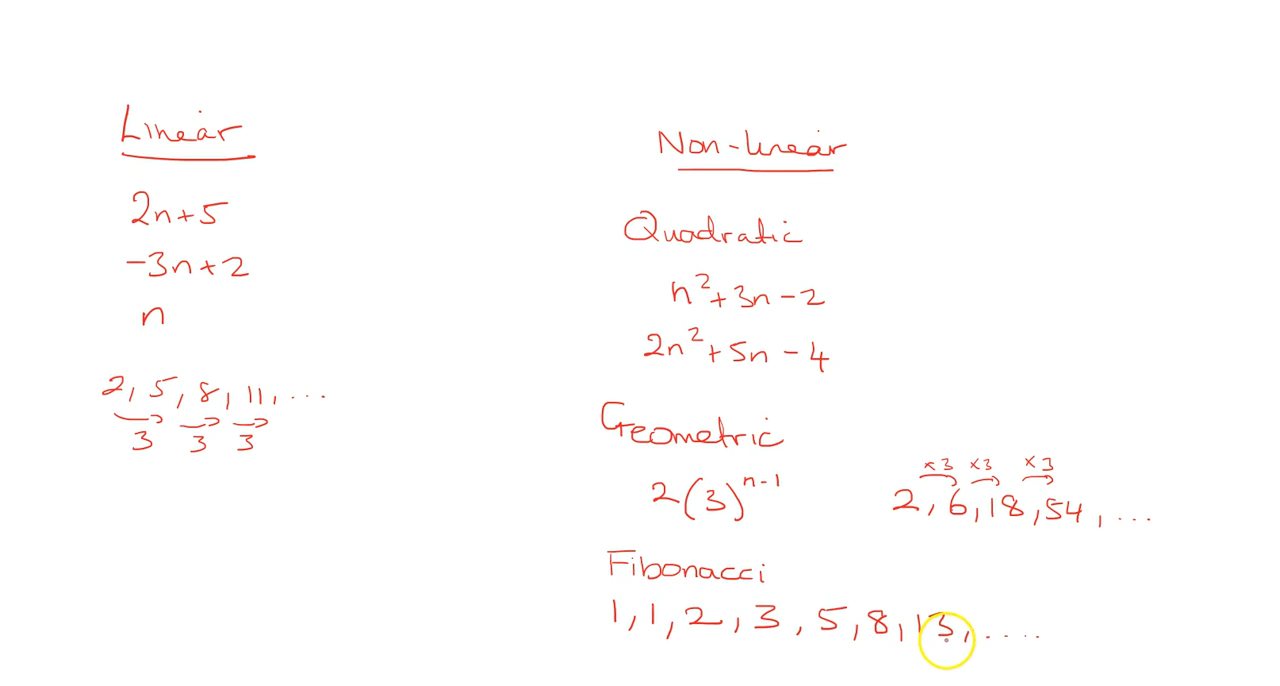 Linear
2n+5
-3n+2
n
2, 5, 8, 11, ...
3 3 3
Non-linear
Quadratic
n²+3n-2
2n²+5n-4
Geometric
2(3)ⁿ⁻¹
×3 ×3 ×3
2, 6, 18, 54, ...
Fibonacci
1, 1, 2, 3, 5, 8, 13, ....